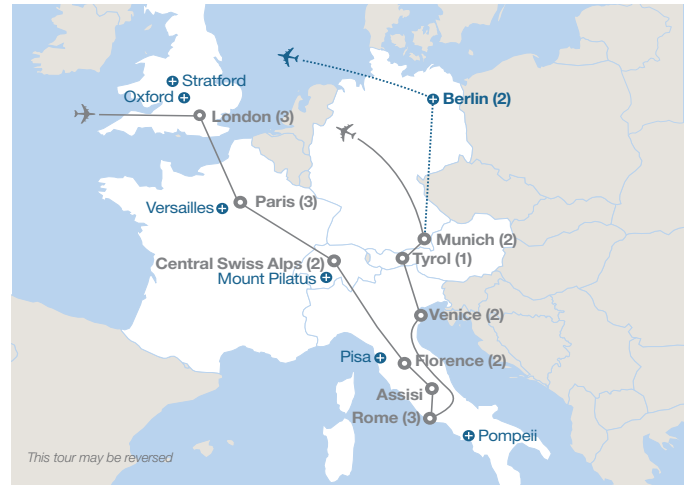 Stratford
Oxford
Berlin (2)
London (3)
Paris (3)
Versailles
Munich (2)
Central Swiss Alps (2)
Tyrol (1)
Mount Pilatus
Venice (2)
Pisa
Florence (2)
Assisi
Rome (3)
Pompeii
This tour may be reversed